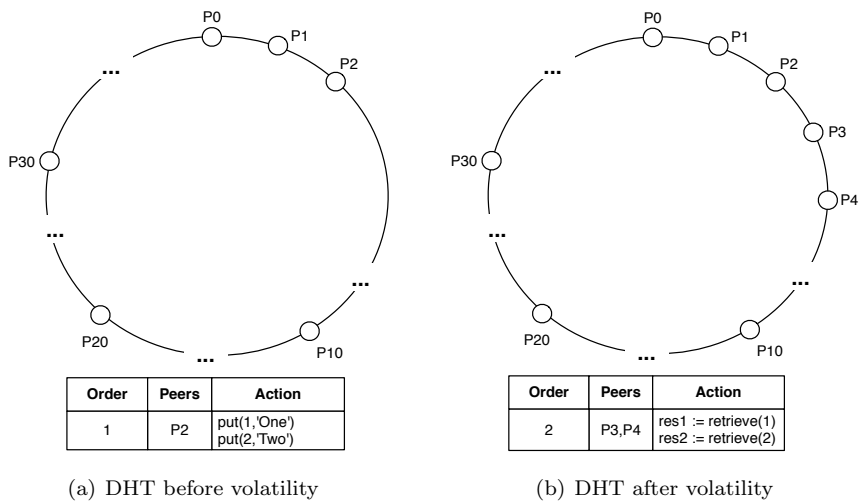 P0
P1
P2
...
P30
...
P20
...
P10
...
Order Peers Action
1 P2 put(1,'One')
put(2,'Two')
(a) DHT before volatility
P0
P1
P2
P3
P4
...
P30
...
P20
...
P10
...
Order Peers Action
2 P3,P4 res1 := retrieve(1)
res2 := retrieve(2)
(b) DHT after volatility